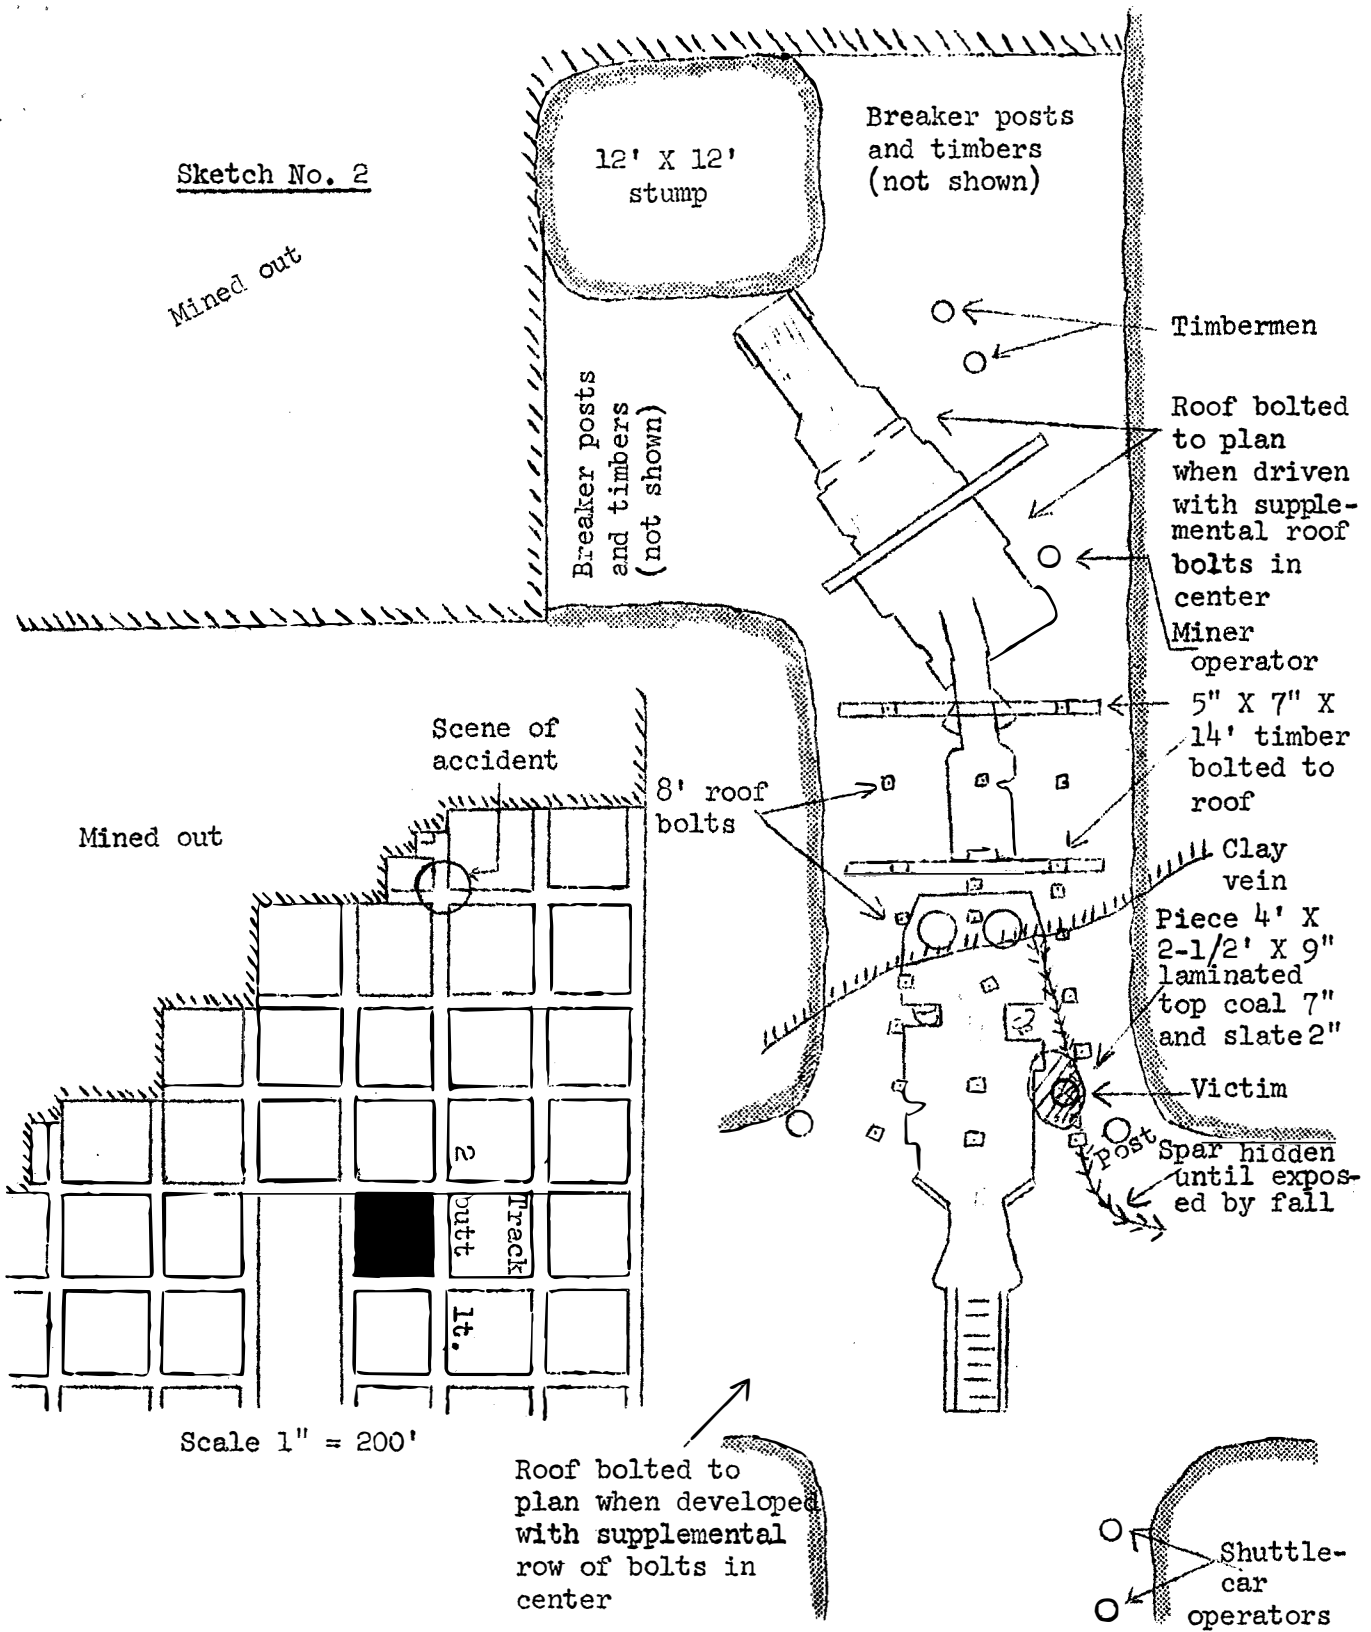 Sketch No. 2
Mined out
12' X 12'
stump
Breaker posts
and timbers
(not shown)
Breaker posts
and timbers
(not shown)
Timbermen
Roof bolted
to plan
when driven
with supple-
mental roof
bolts in
center
Miner
operator
5" X 7" X
14' timber
bolted to
roof
8' roof
bolts
Clay
vein
Piece 4' X
2-1/2' X 9"
laminated
top coal 7"
and slate 2"
Victim
Post
Spar hidden
until expos-
ed by fall
Scene of
accident
Mined out
2
butt
lt.
Track
Scale 1" = 200'
Roof bolted to
plan when developed
with supplemental
row of bolts in
center
Shuttle-
car
operators